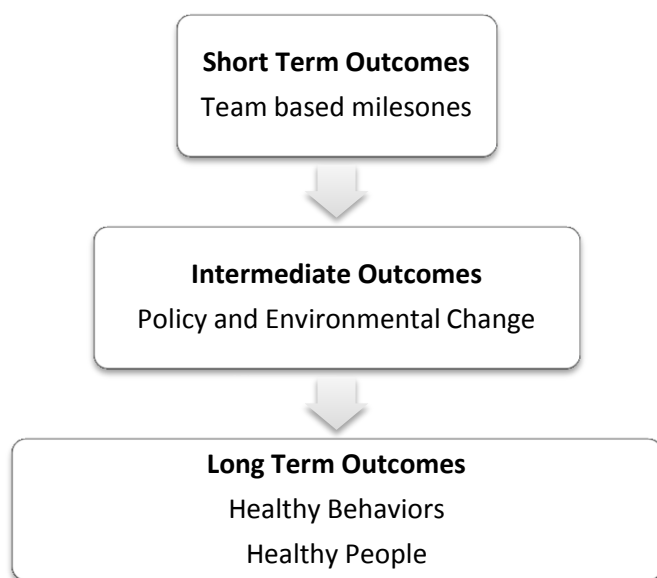 Short Term Outcomes
Team based milesones
Intermediate Outcomes
Policy and Environmental Change
Long Term Outcomes
Healthy Behaviors
Healthy People